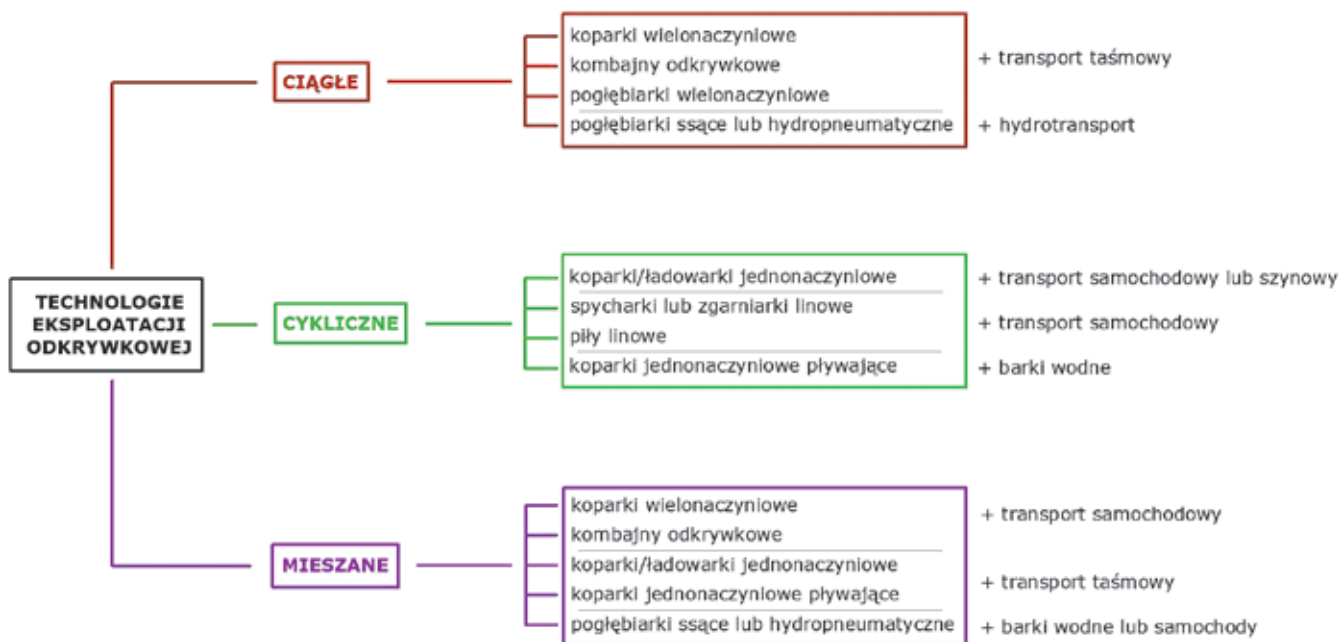 koparki wielonaczyniowe
kombajny odkrywkowe
+ transport taśmowy
CIĄGŁE
pogłębiarki wielonaczyniowe
pogłębiarki ssące lub hydropneumatyczne
+ hydrotransport
TECHNOLOGIE
EKSPLOATACJI
ODKRYWKOWEJ
koparki/ładowarki jednonaczyniowe
+ transport samochodowy lub szynowy
spycharki lub zgarniarki linowe
CYKLICZNE
+ transport samochodowy
piły linowe
koparki jednonaczyniowe pływające
+ barki wodne
koparki wielonaczyniowe
+ transport samochodowy
kombajny odkrywkowe
MIESZANE
koparki/ładowarki jednonaczyniowe
+ transport taśmowy
koparki jednonaczyniowe pływające
pogłębiarki ssące lub hydropneumatyczne
+ barki wodne lub samochody